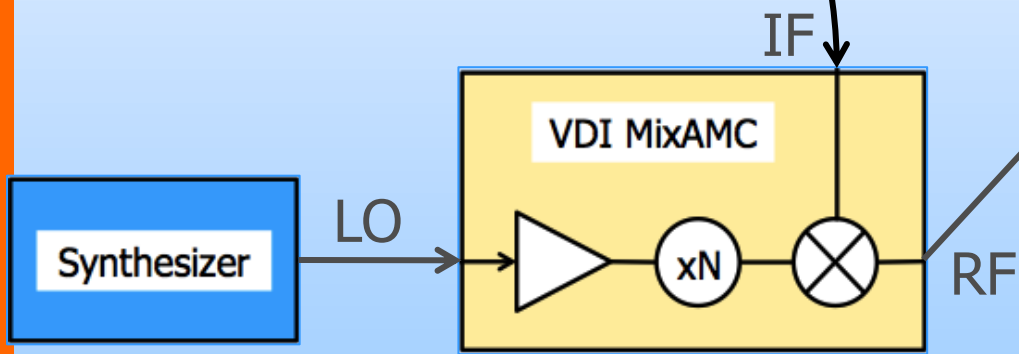 IF
VDI MixAMC
LO
Synthesizer
xN
RF